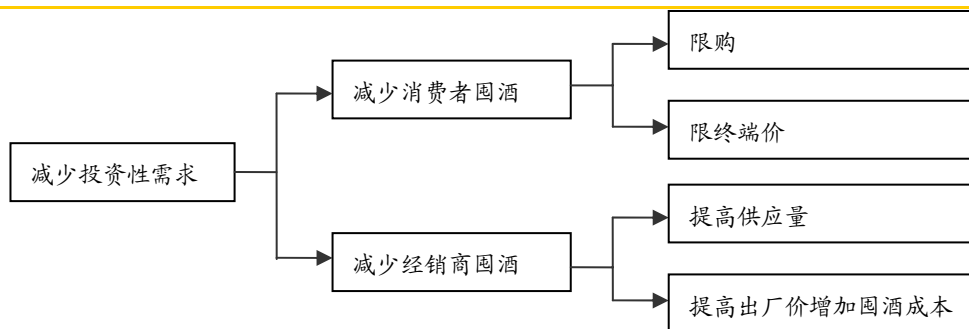 限购
减少消费者囤酒
限终端价
减少投资性需求
提高供应量
减少经销商囤酒
提高出厂价增加囤酒成本